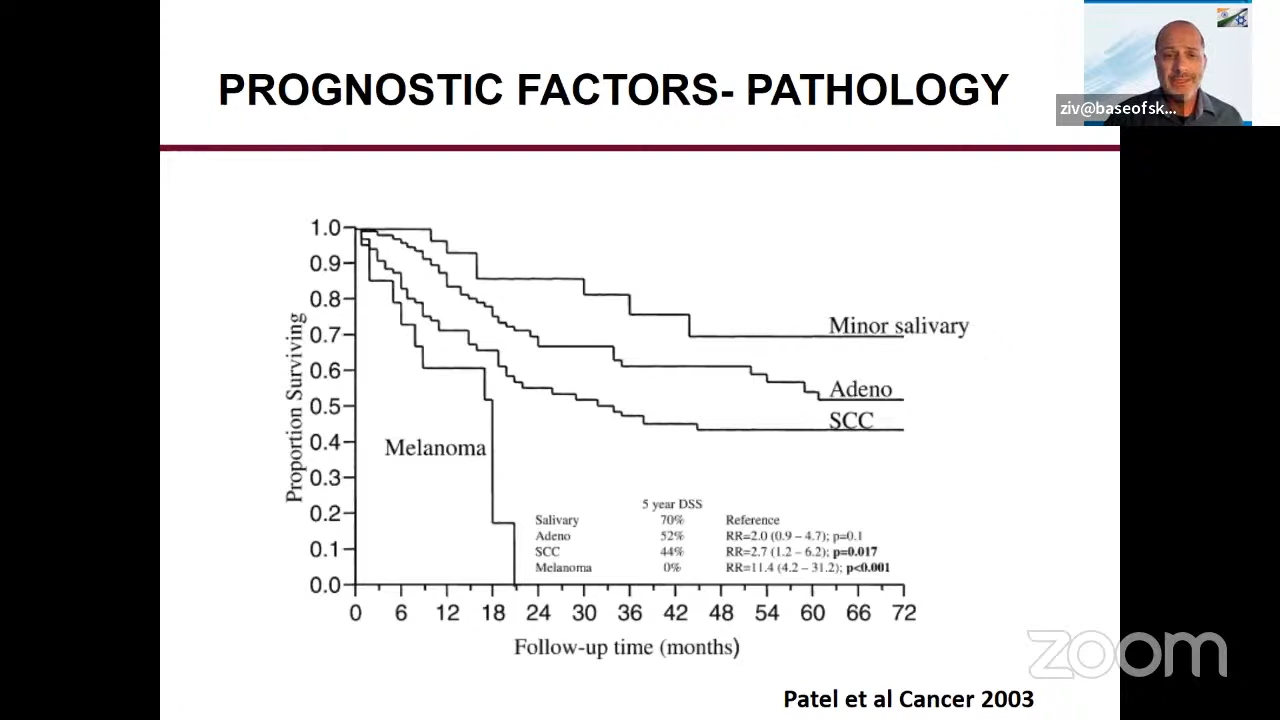 PROGNOSTIC FACTORS- PATHOLOGY
ziv@baseofsk...
1.0
0.9
0.8
0.7
0.6
0.5
0.4
0.3
0.2
0.1
0.0
Proportion Surviving
Minor salivary
Adeno
SCC
Melanoma
5 year DSS
Salivary 70% Reference
Adeno 52% RR=2.0 (0.9 – 4.7); p=0.1
SCC 44% RR=2.7 (1.2 – 6.2); p=0.017
Melanoma 0% RR=11.4 (4.2 – 31.2); p<0.001
0 6 12 18 24 30 36 42 48 54 60 66 72
Follow-up time (months)
zoom
Patel et al Cancer 2003